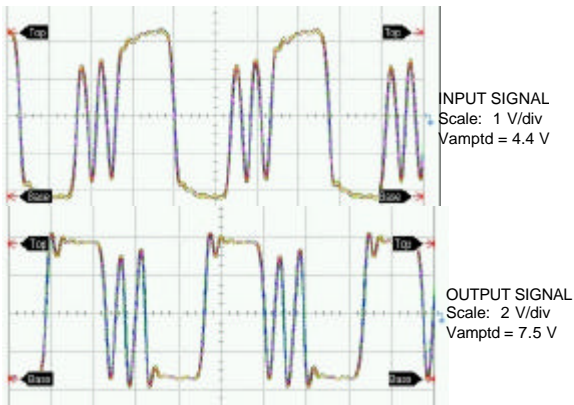 Top Top
INPUT SIGNAL
Scale: 1 V/div
Vamptd = 4.4 V
Base Base
Top Top
OUTPUT SIGNAL
Scale: 2 V/div
Vamptd = 7.5 V
Base Base